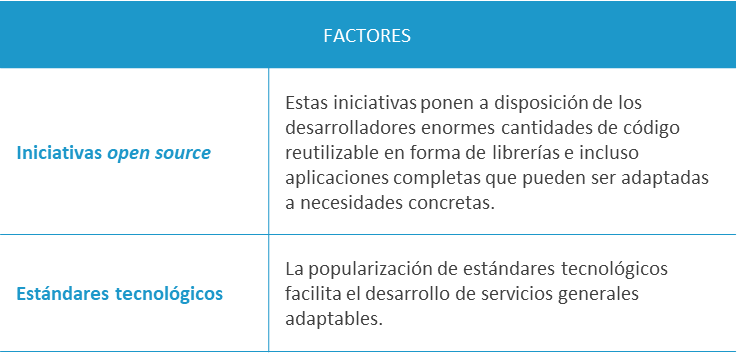 FACTORES
Iniciativas open source
Estas iniciativas ponen a disposición de los
desarrolladores enormes cantidades de código
reutilizable en forma de librerías e incluso
aplicaciones completas que pueden ser adaptadas
a necesidades concretas.
Estándares tecnológicos
La popularización de estándares tecnológicos
facilita el desarrollo de servicios generales
adaptables.